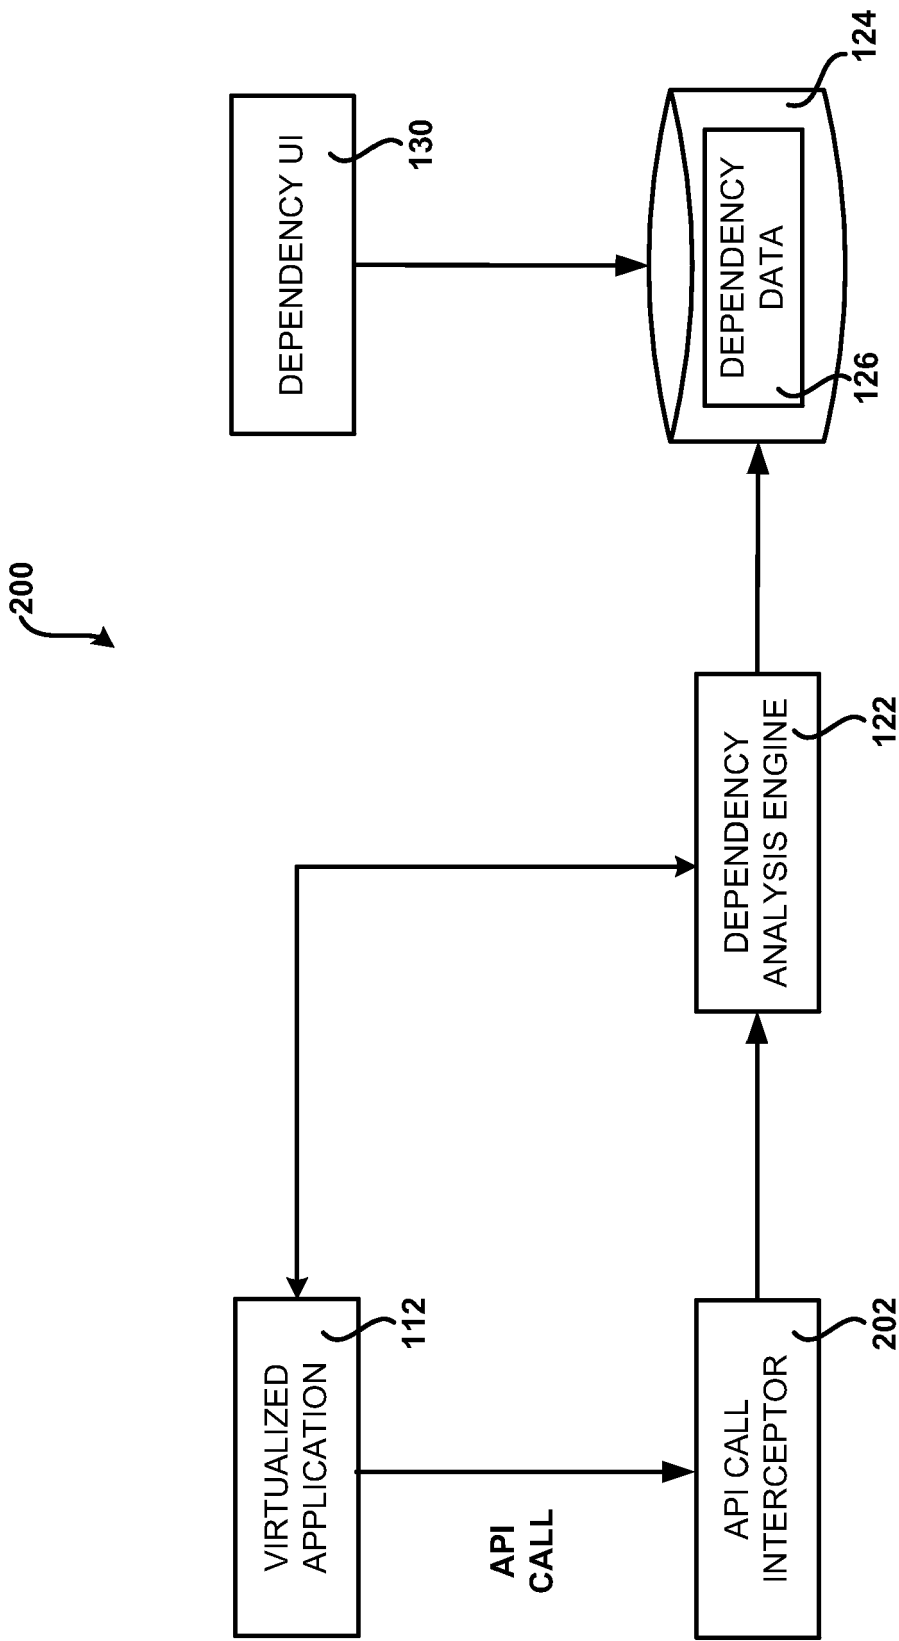 200
VIRTUALIZED
APPLICATION
112
API
CALL
API CALL
INTERCEPTOR
202
DEPENDENCY
ANALYSIS ENGINE
122
DEPENDENCY UI
130
DEPENDENCY
DATA
126
124